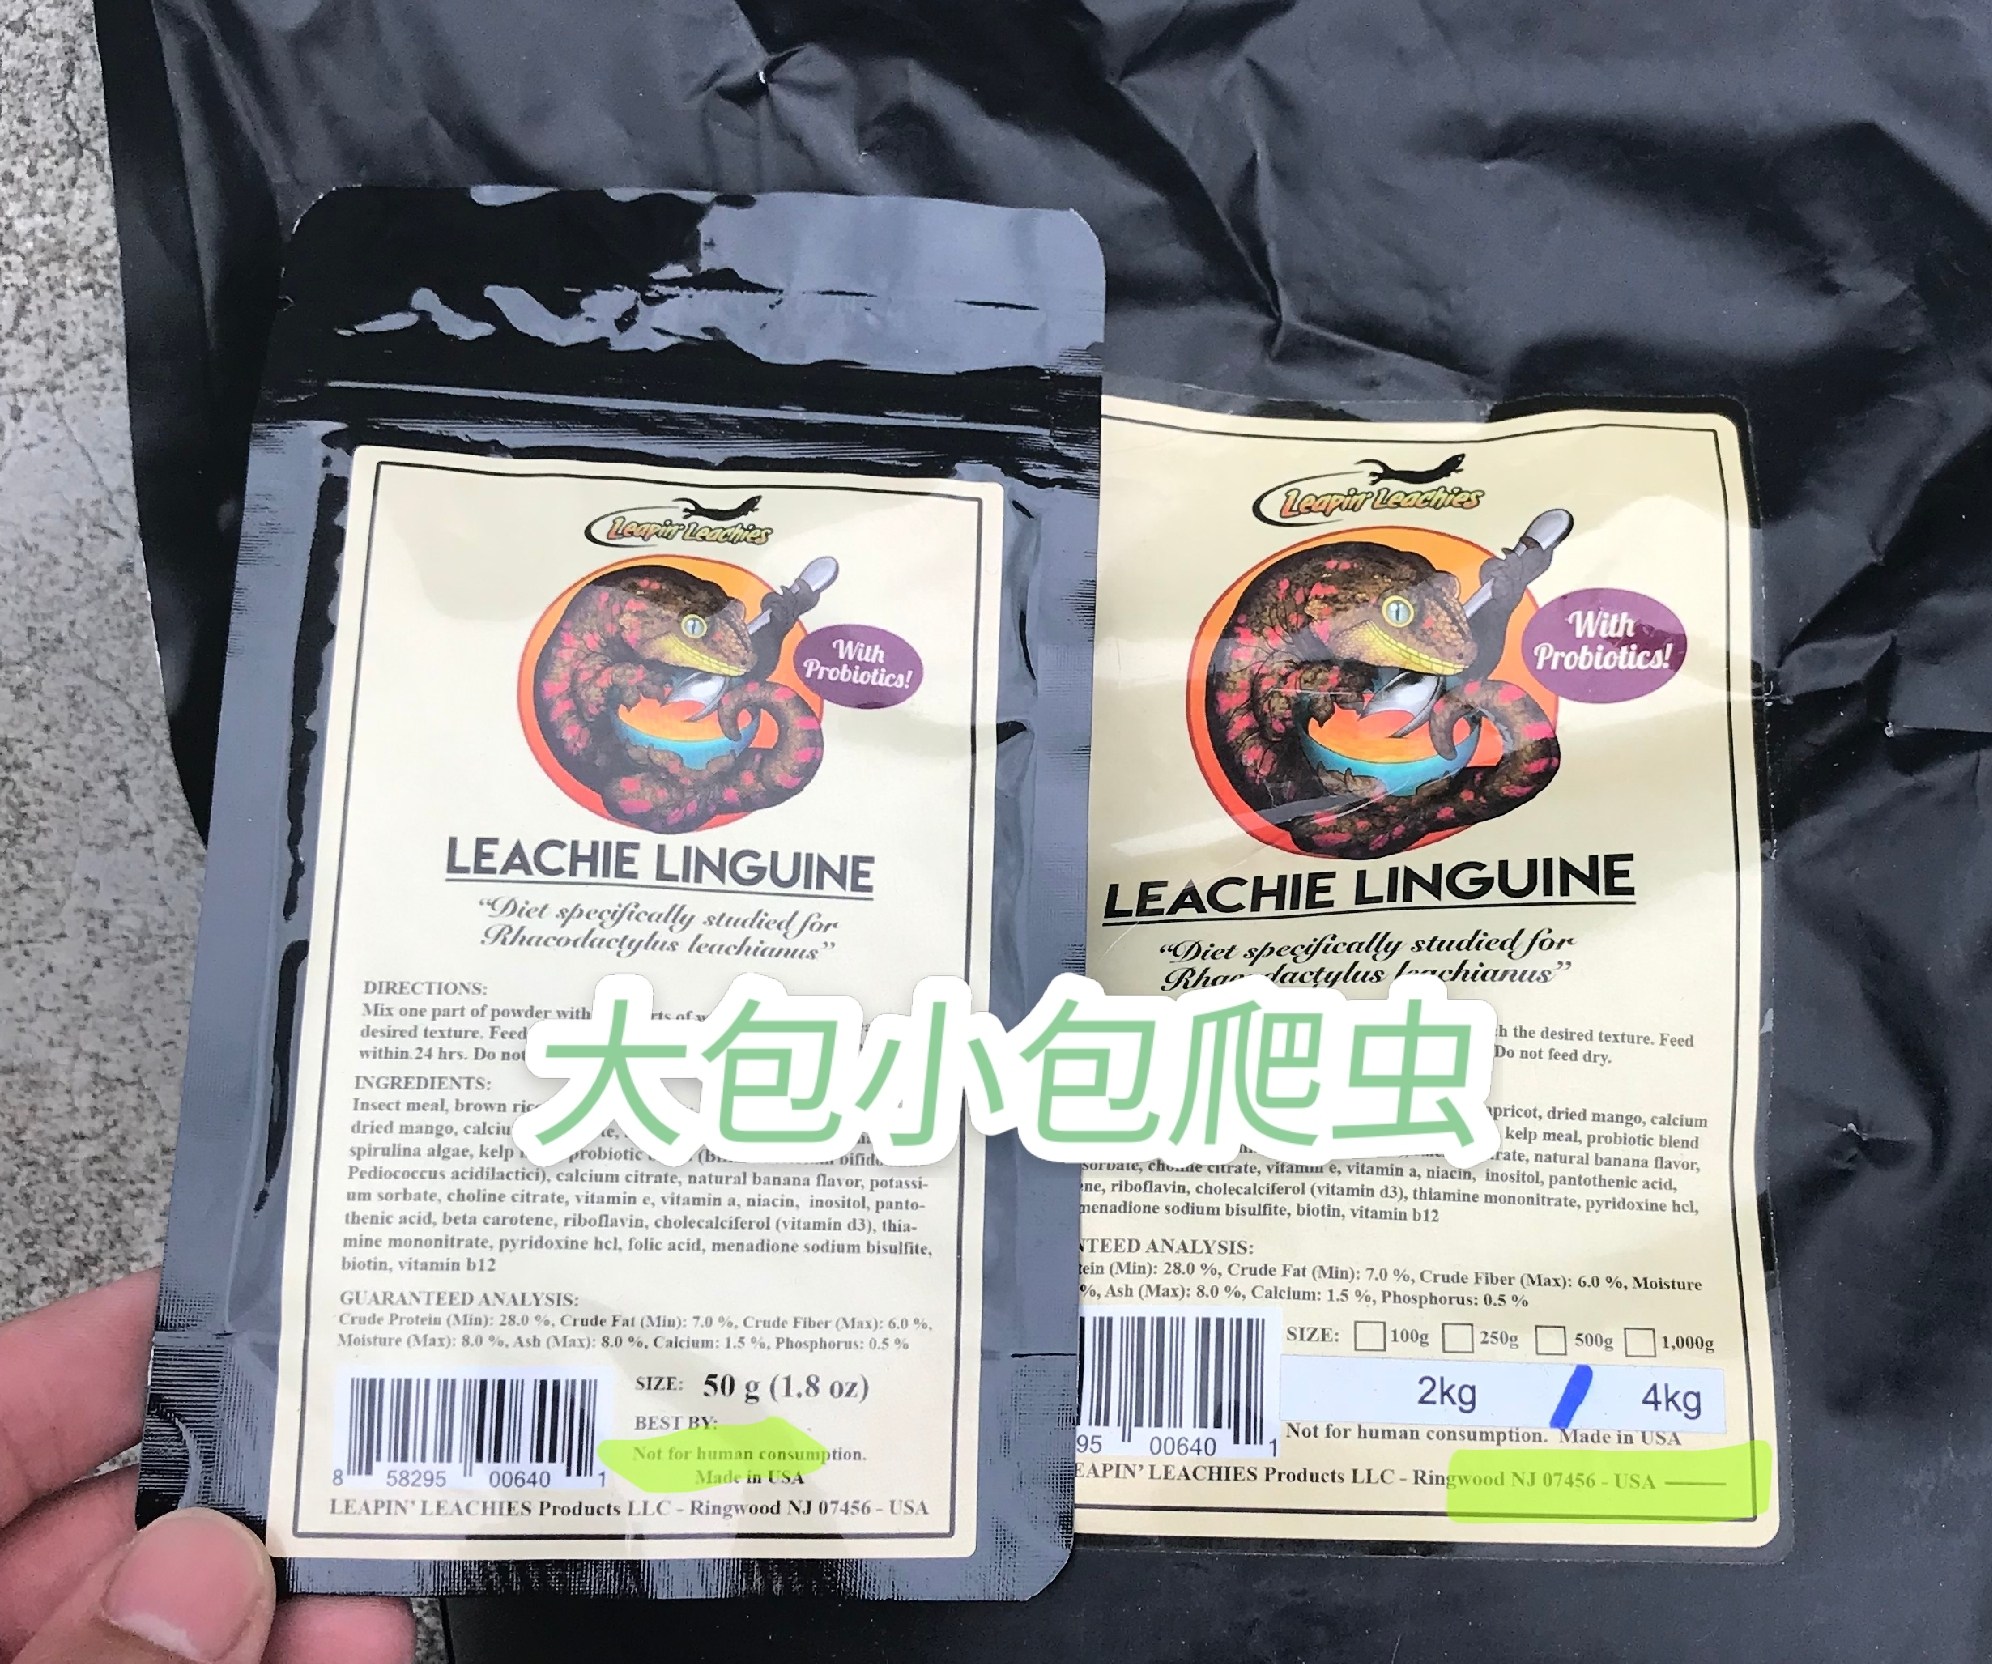 Leapin' Leachies
With
Probiotics!
LEACHIE LINGUINE
“Diet specifically studied for
Rhacodactylus leachianus”
DIRECTIONS:
Mix one part of powder with
desired texture. Feed
within 24 hrs. Do not
INGREDIENTS:
Insect meal, brown
dried mango,
spirulina algae, kelp probiotic
Pediococcus acidilactici), calcium citrate, natural banana flavor, potassi-
um sorbate, choline citrate, vitamin e, vitamin a, niacin, inositol, panto-
thenic acid, beta carotene, riboflavin, cholecalciferol (vitamin d3), thia-
mine mononitrate, pyridoxine hcl, folic acid, menadione sodium bisulfite,
biotin, vitamin b12
GUARANTEED ANALYSIS:
Crude Protein (Min): 28.0 %, Crude Fat (Min): 7.0 %, Crude Fiber (Max): 6.0 %,
Moisture (Max): 8.0 %, Ash (Max): 8.0 %, Calcium: 1.5 %, Phosphorus: 0.5 %
SIZE: 50 g (1.8 oz)
BEST BY:
Not for human consumption.
Made in USA
8 58295 00640 1
LEAPIN' LEACHIES Products LLC - Ringwood NJ 07456 - USA
Leapin' Leachies
With
Probiotics!
LEACHIE LINGUINE
“Diet specifically studied for
Rhacodactylus leachianus”
the desired texture. Feed
Do not feed dry.
apricot, dried mango, calcium
kelp meal, probiotic blend
natural banana flavor,
sorbate, choline citrate, vitamin e, vitamin a, niacin, inositol, pantothenic acid,
riboflavin, cholecalciferol (vitamin d3), thiamine mononitrate, pyridoxine hcl,
menadione sodium bisulfite, biotin, vitamin b12
ANALYSIS:
(Min): 28.0 %, Crude Fat (Min): 7.0 %, Crude Fiber (Max): 6.0 %, Moisture
%, Ash (Max): 8.0 %, Calcium: 1.5 %, Phosphorus: 0.5 %
SIZE: 100g 250g 500g 1,000g
2kg 4kg
Not for human consumption. Made in USA
95 00640 1
LEACHIES Products LLC - Ringwood NJ 07456 - USA
大包小包爬虫